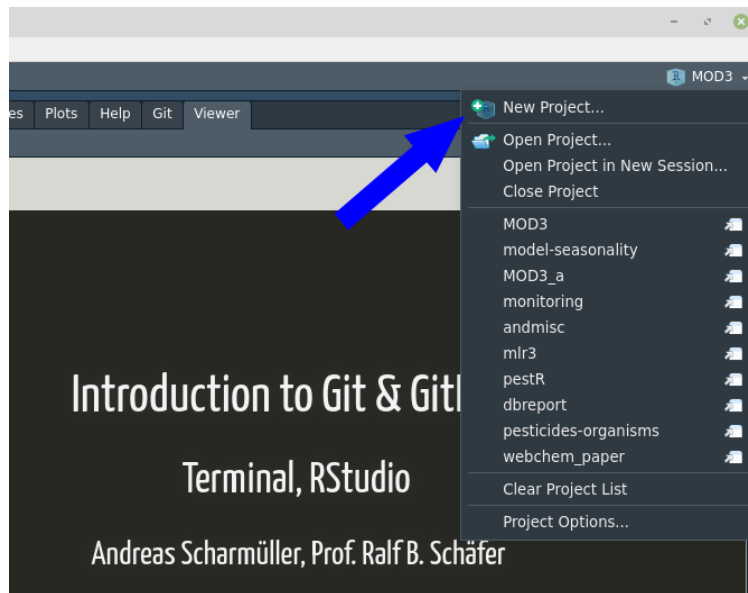 MOD3
es Plots Help Git Viewer
New Project...
Open Project...
Open Project in New Session...
Close Project
MOD3
model-seasonality
MOD3_a
monitoring
andmisc
mlr3
pestR
dbreport
pesticides-organisms
webchem_paper
Clear Project List
Project Options...
Introduction to Git & Git
Terminal, RStudio
Andreas Scharmüller, Prof. Ralf B. Schäfer